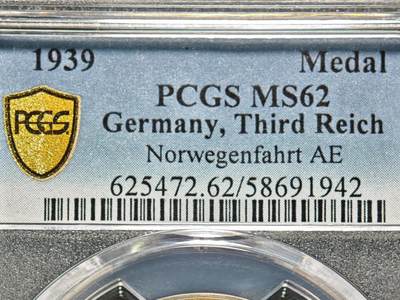 1939 Medal
PCGS MS62
PCGS
Germany, Third Reich
Norwegenfahrt AE
625472.62/58691942